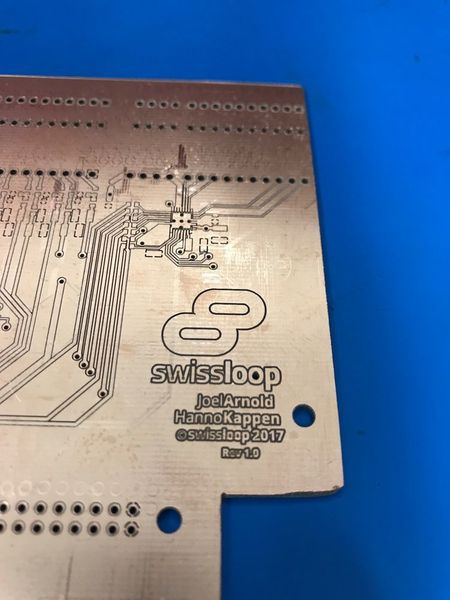 swissloop
JoelArnold
HannoKappen
©swissloop 2017
Rev 1.0